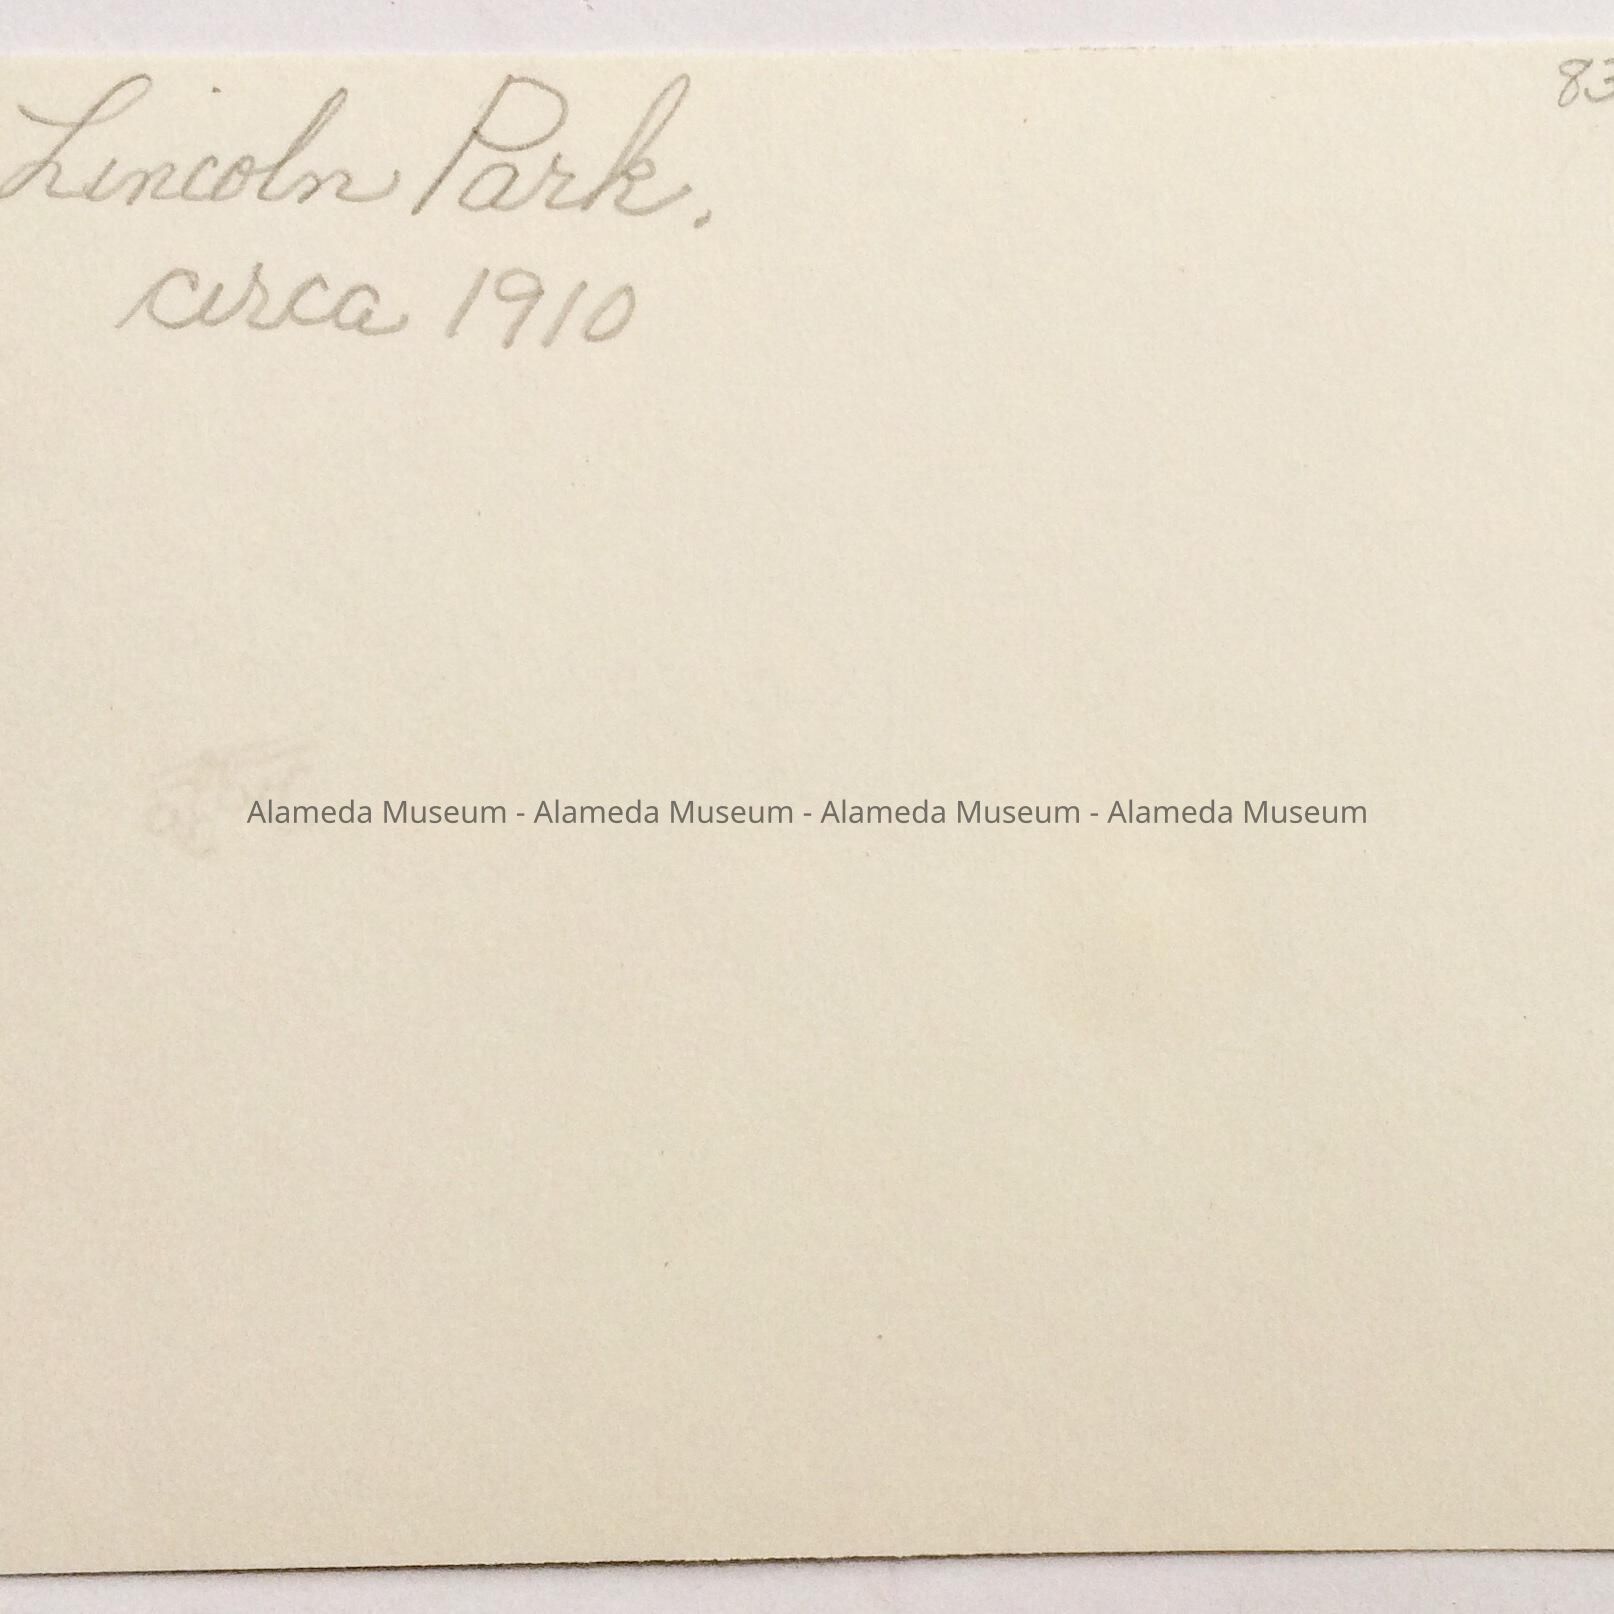 Lincoln Park.
circa 1910
83
Alameda Museum - Alameda Museum - Alameda Museum - Alameda Museum